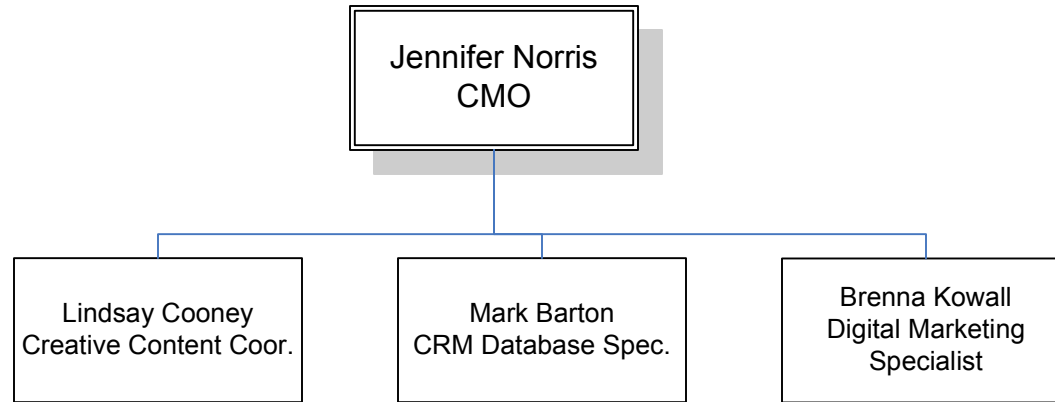 Jennifer Norris
CMO
Lindsay Cooney
Creative Content Coor.
Mark Barton
CRM Database Spec.
Brenna Kowall
Digital Marketing
Specialist